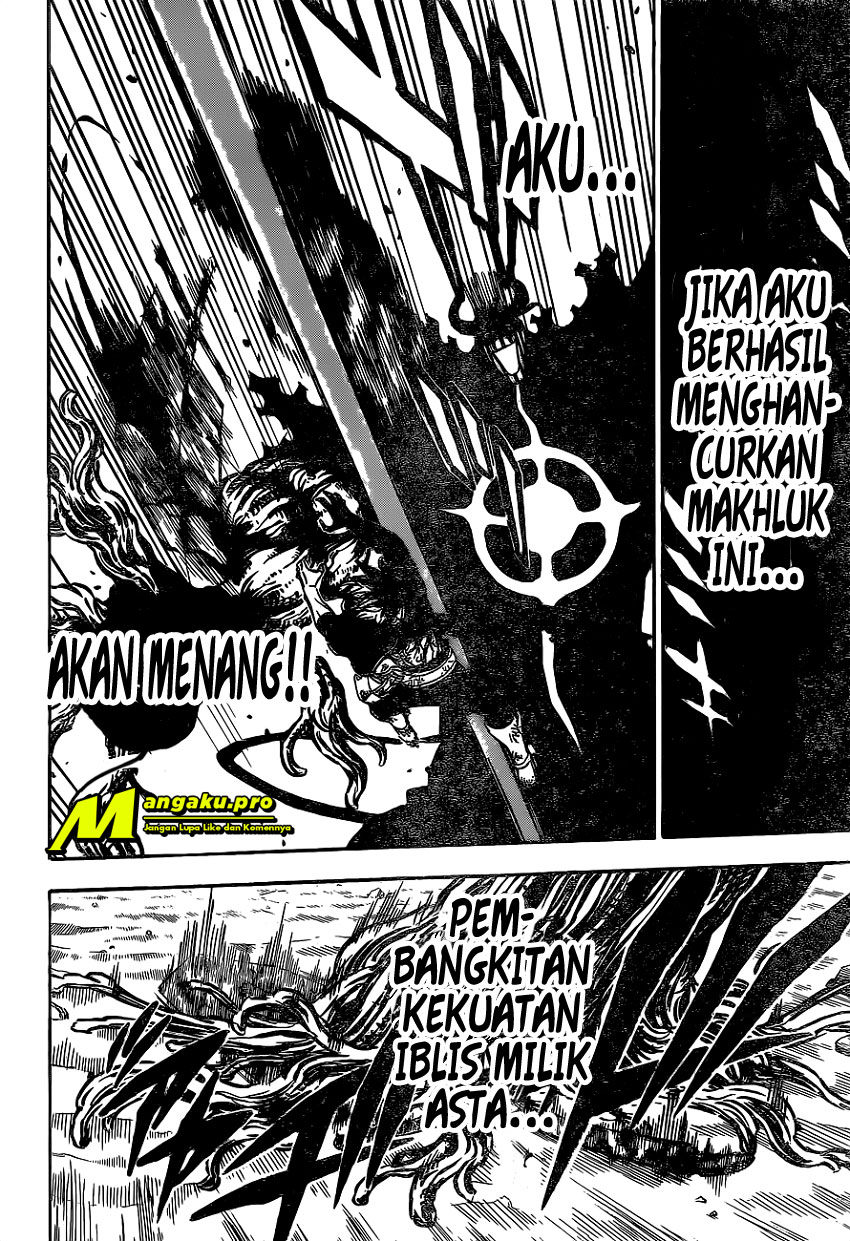 JIKA AKU
BERHASIL
MENGHAN-
CURKAN
MAKHLUK
INI...
AKU...
AKAN MENANG!!
Mangaku.pro
Jangan Lupa Like dan Komennya
PEM-
BANGKITAN
KEKUATAN
IBLIS MILIK
ASTA...